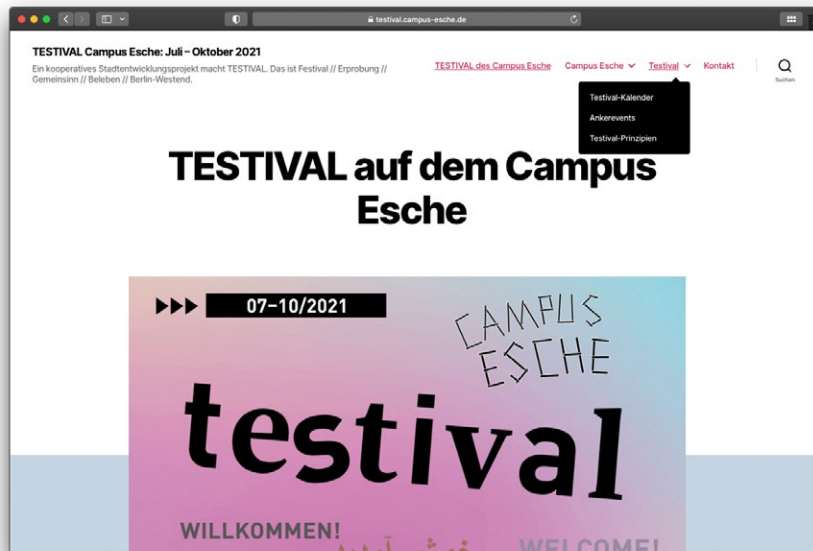 testival.campus-esche.de
TESTIVAL Campus Esche: Juli – Oktober 2021
Ein kooperatives Stadtentwicklungsprojekt macht TESTIVAL. Das ist Festival // Erprobung //
Gemeinsinn // Beleben // Berlin-Westend.
TESTIVAL des Campus Esche Campus Esche Testival Kontakt
Suchen
Testival-Kalender
Ankerevents
Testival-Prinzipien
TESTIVAL auf dem Campus
Esche
07–10/2021
CAMPUS
ESCHE
testival
WILLKOMMEN!
WELCOME!